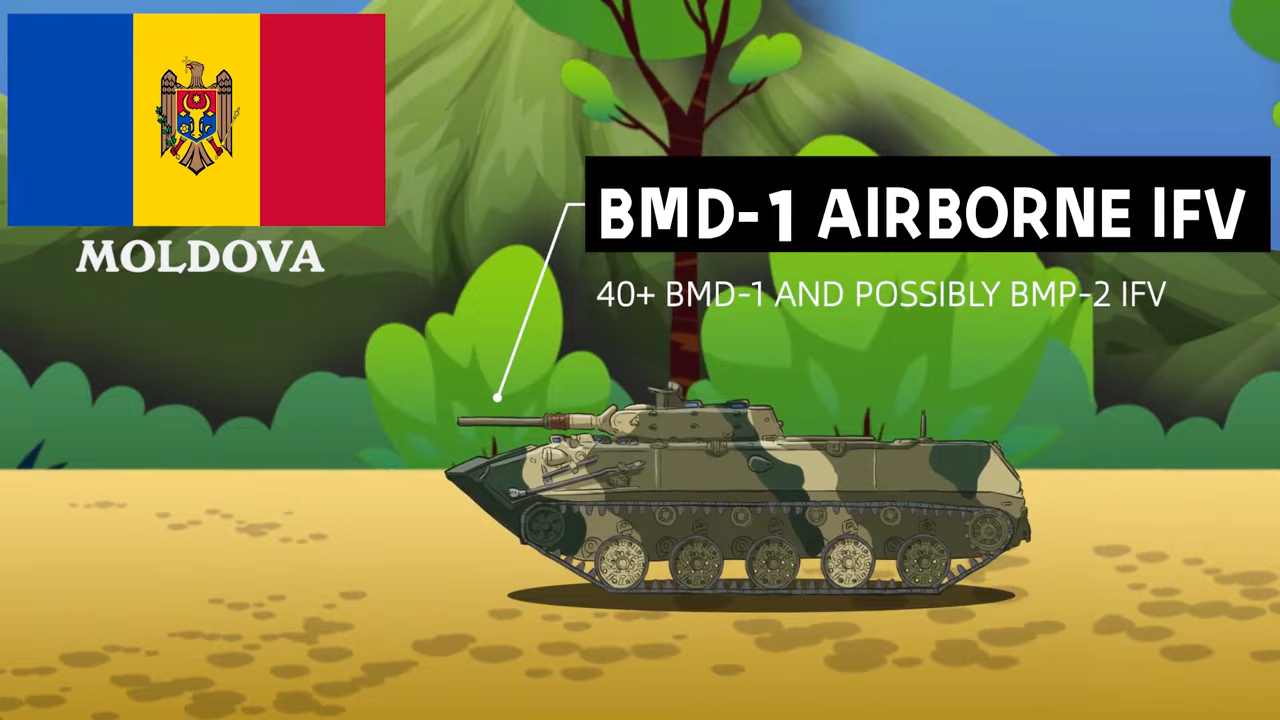 MOLDOVA
BMD-1 AIRBORNE IFV
40+ BMD-1 AND POSSIBLY BMP-2 IFV